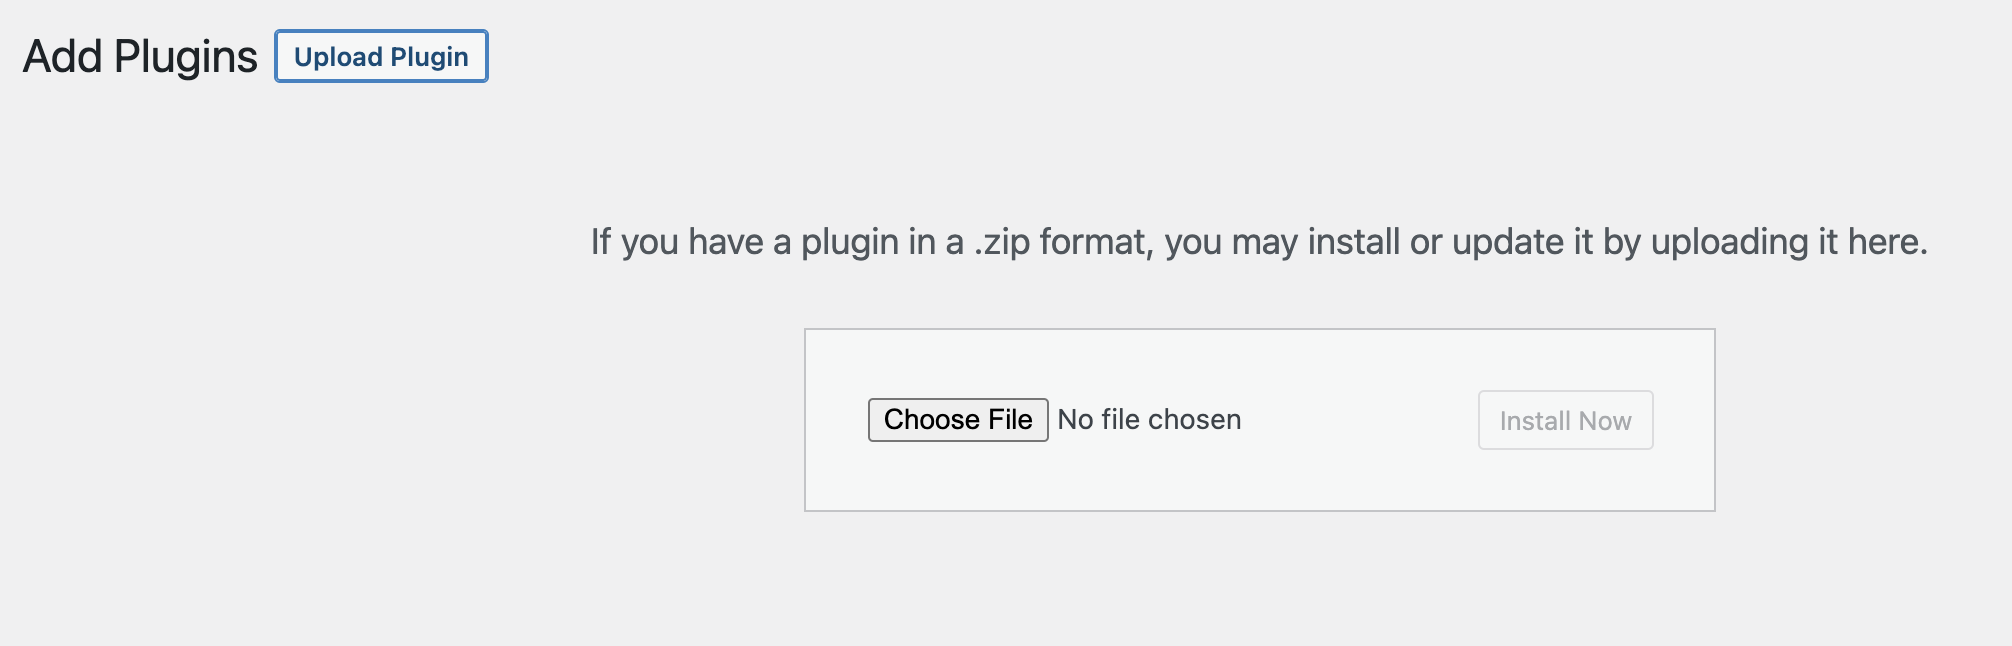 Add Plugins Upload Plugin
If you have a plugin in a .zip format, you may install or update it by uploading it here.
Choose File No file chosen Install Now